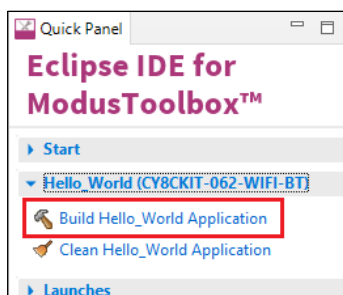 Quick Panel
Eclipse IDE for
ModusToolbox™
Start
Hello_World (CY8CKIT-062-WIFI-BT)
Build Hello_World Application
Clean Hello_World Application
Launches